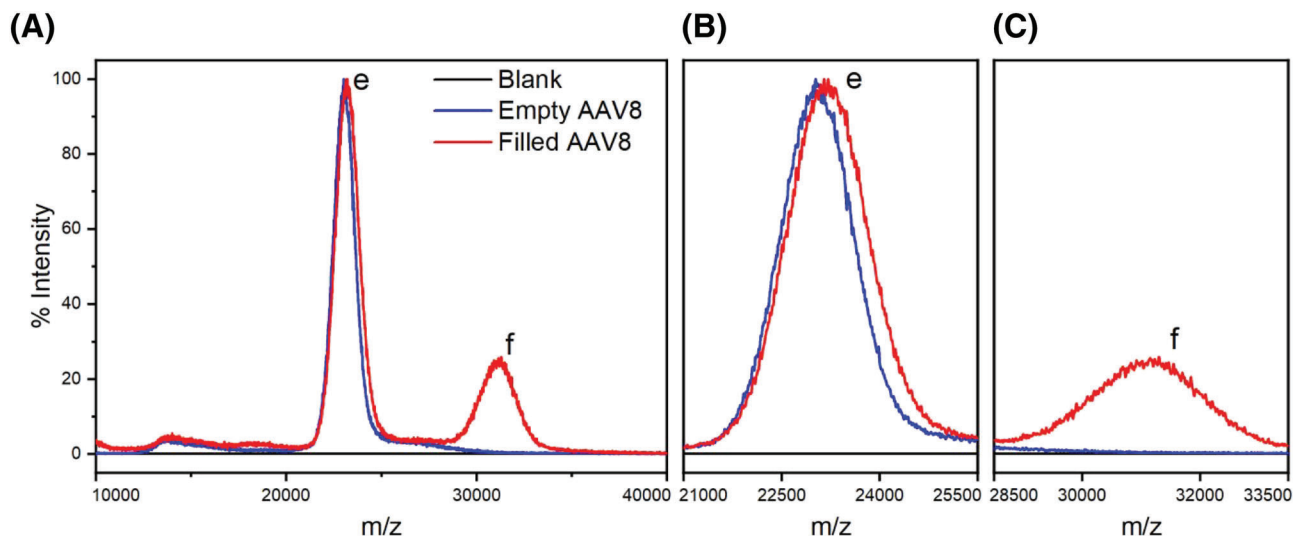 (A)
(B)
(C)
100
80
60
40
20
0
% Intensity
e
f
Blank
Empty AAV8
Filled AAV8
10000 20000 30000 40000
m/z
e
21000 22500 24000 25500
m/z
f
28500 30000 32000 33500
m/z